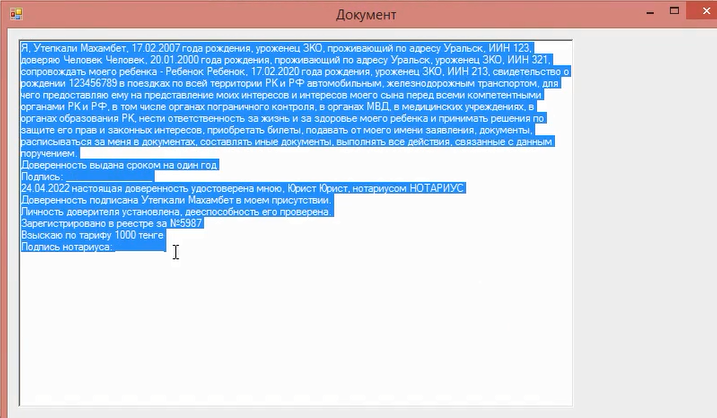 Документ
Я, Утепкали Махамбет, 17.02.2007 года рождения, уроженец ЗКО, проживающий по адресу Уральск, ИИН 123,
доверяю Человек Человек, 20.01.2000 года рождения, проживающий по адресу Уральск, уроженец ЗКО, ИИН 321,
сопровождать моего ребенка - Ребенок Ребенок, 17.02.2020 года рождения, уроженец ЗКО, ИИН 213, свидетельство о
рождении 123456789 в поездках по всей территории РК и РФ автомобильным, железнодорожным транспортом, для
чего предоставляю ему на представление моих интересов и интересов моего сына перед всеми компетентными
органами РК и РФ, в том числе органах пограничного контроля, в органах МВД, в медицинских учреждениях, в
органах образования РК, нести ответственность за жизнь и за здоровье моего ребенка и принимать решения по
защите его прав и законных интересов, приобретать билеты, подавать от моего имени заявления, документы,
расписываться за меня в документах, составлять иные документы, выполнять все действия, связанные с данным
поручением.
Доверенность выдана сроком на один год
Подпись: ________________
24.04.2022 настоящая доверенность удостоверена мною, Юрист Юрист, нотариусом НОТАРИУС
Доверенность подписана Утепкали Махамбет в моем присутствии.
Личность доверителя установлена, дееспособность его проверена.
Зарегистрировано в реестре за №5987
Взыскаю по тарифу 1000 тенге
Подпись нотариуса: _________